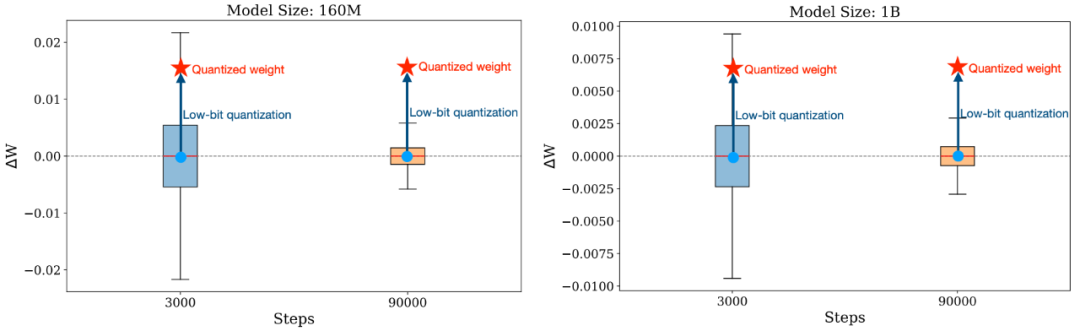 Model Size: 160M
0.02
0.01
0.00
−0.01
−0.02
ΔW
Quantized weight
Low-bit quantization
Quantized weight
Low-bit quantization
3000
90000
Steps
Model Size: 1B
0.0100
0.0075
0.0050
0.0025
0.0000
−0.0025
−0.0050
−0.0075
−0.0100
ΔW
Quantized weight
Low-bit quantization
Quantized weight
Low-bit quantization
3000
90000
Steps